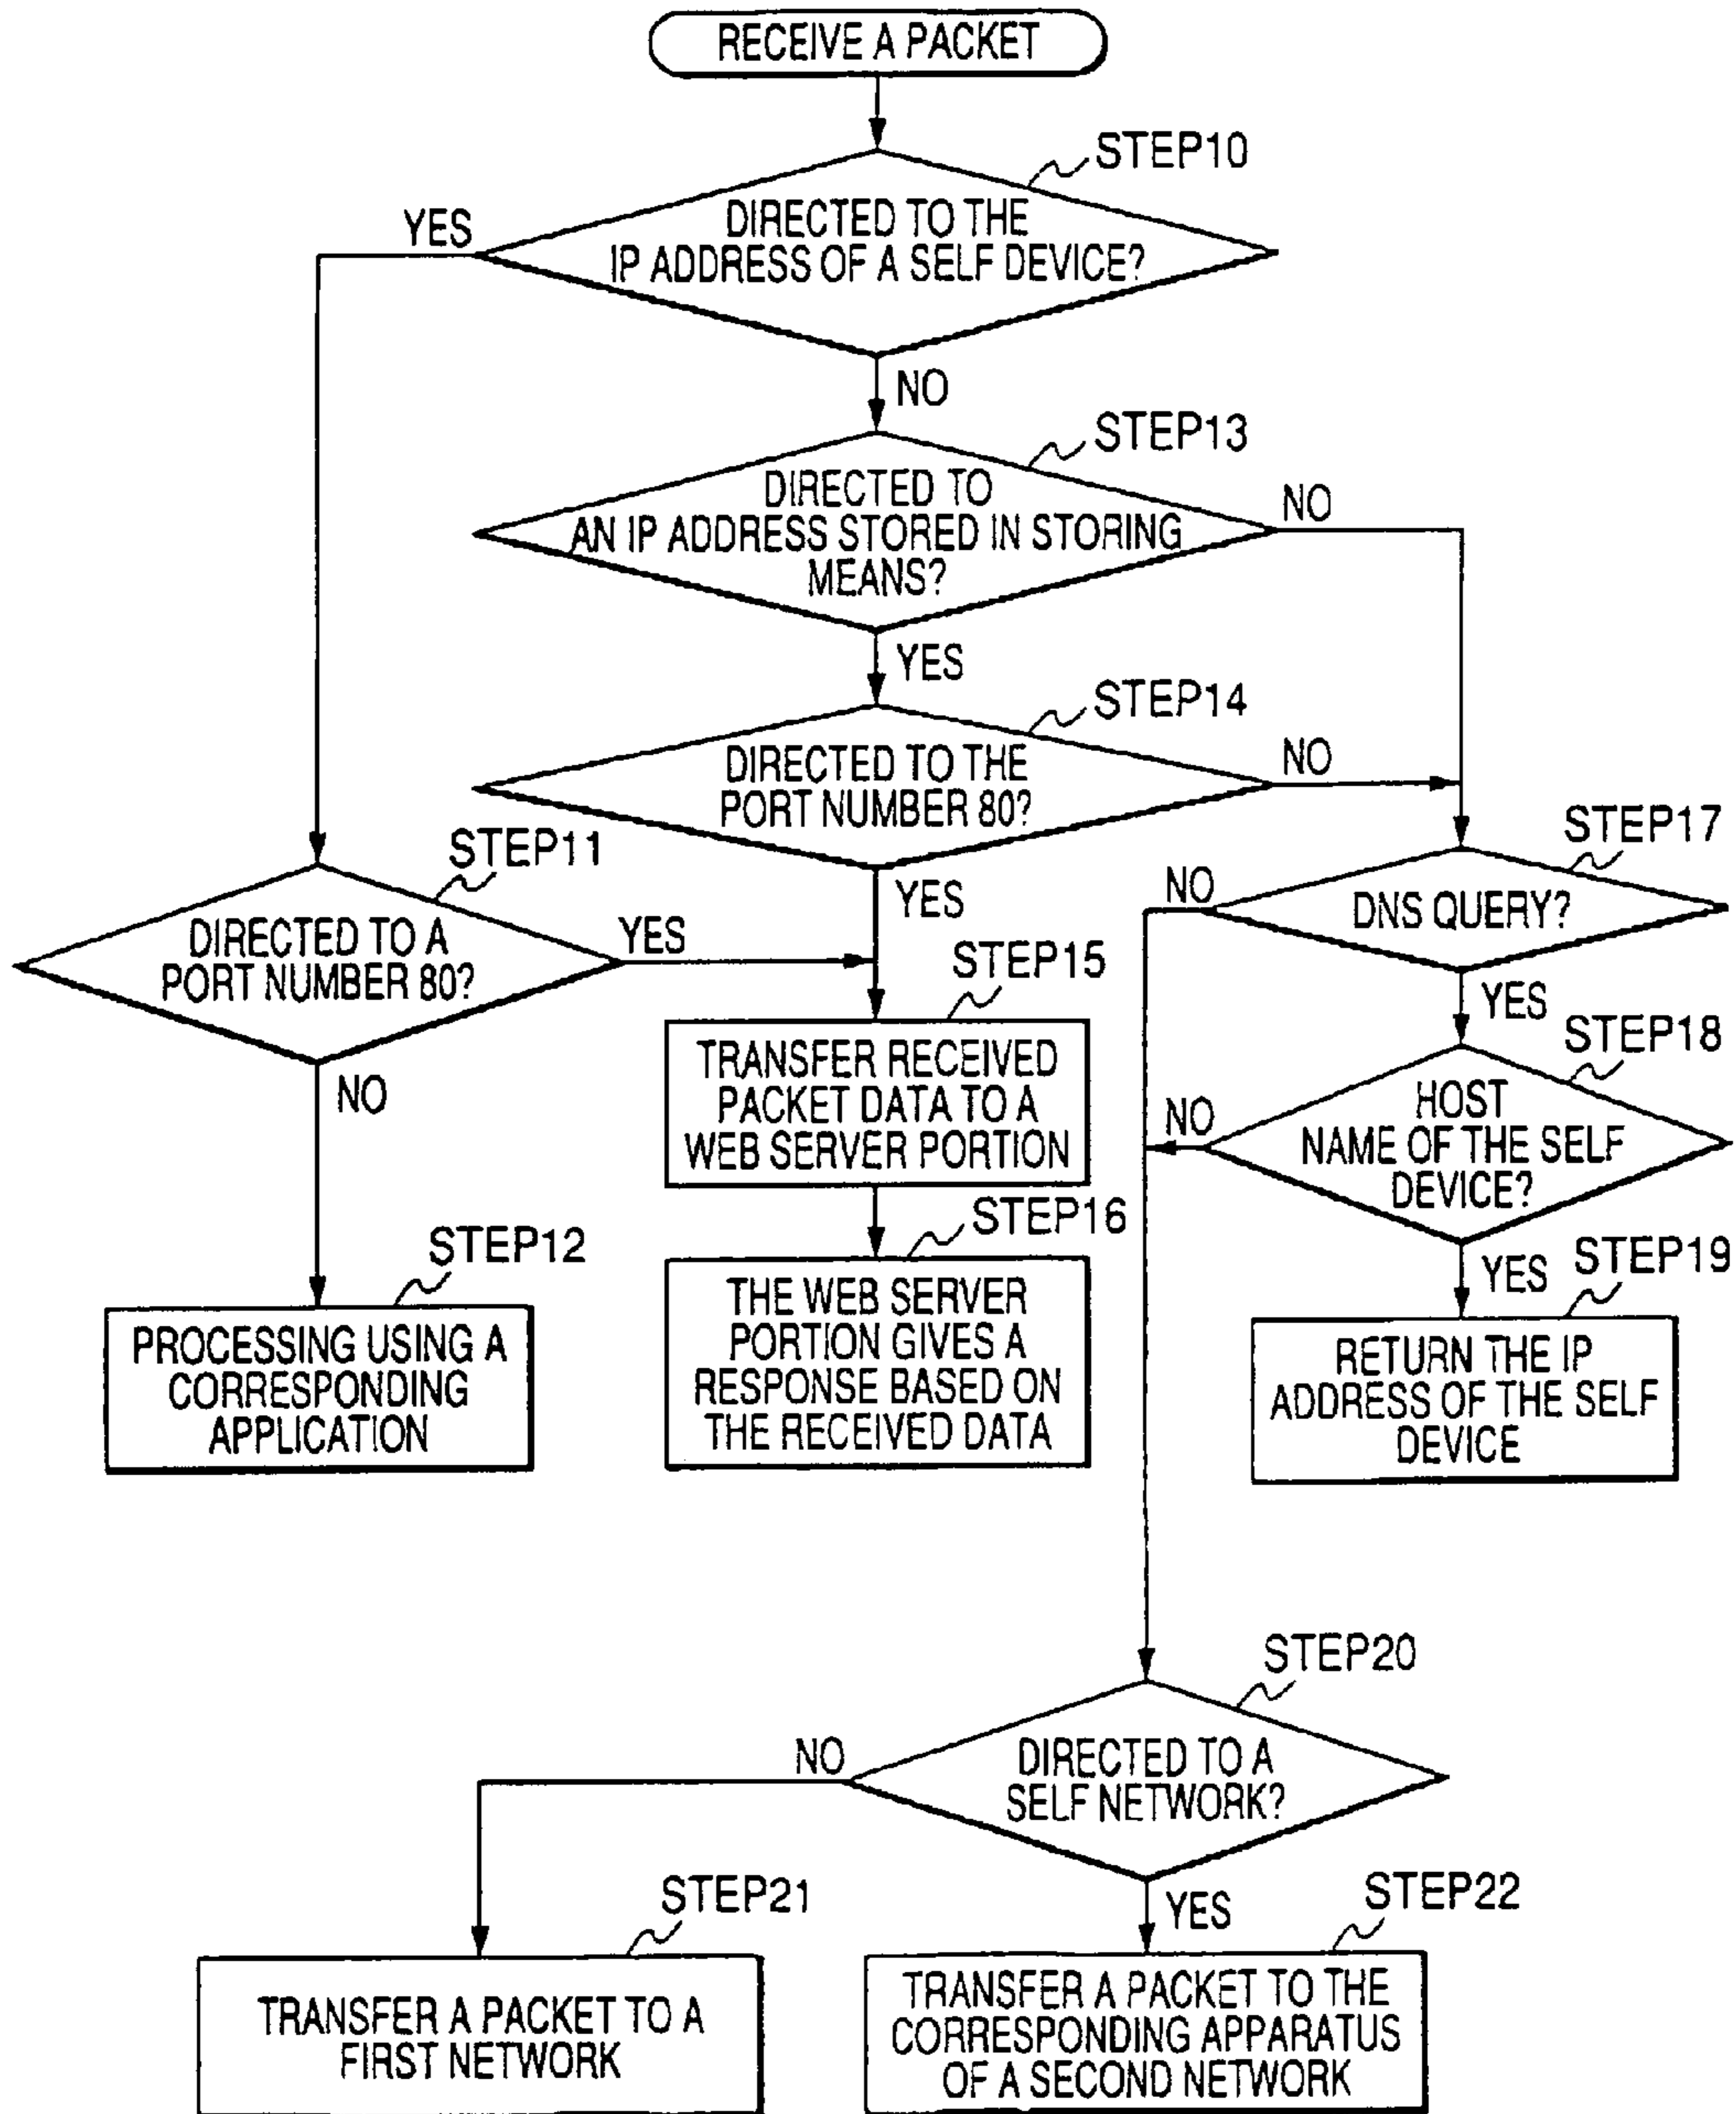 RECEIVE A PACKET
STEP10
DIRECTED TO THE
IP ADDRESS OF A SELF DEVICE?
YES
NO
STEP13
DIRECTED TO
AN IP ADDRESS STORED IN STORING
MEANS?
NO
YES
STEP14
DIRECTED TO THE
PORT NUMBER 80?
NO
YES
STEP11
DIRECTED TO A
PORT NUMBER 80?
YES
NO
STEP17
DNS QUERY?
NO
YES
STEP15
TRANSFER RECEIVED
PACKET DATA TO A
WEB SERVER PORTION
STEP18
HOST
NAME OF THE SELF
DEVICE?
NO
YES
STEP12
PROCESSING USING A
CORRESPONDING
APPLICATION
STEP16
THE WEB SERVER
PORTION GIVES A
RESPONSE BASED ON
THE RECEIVED DATA
STEP19
RETURN THE IP
ADDRESS OF THE SELF
DEVICE
STEP20
DIRECTED TO A
SELF NETWORK?
NO
YES
STEP21
TRANSFER A PACKET TO A
FIRST NETWORK
STEP22
TRANSFER A PACKET TO THE
CORRESPONDING APPARATUS
OF A SECOND NETWORK